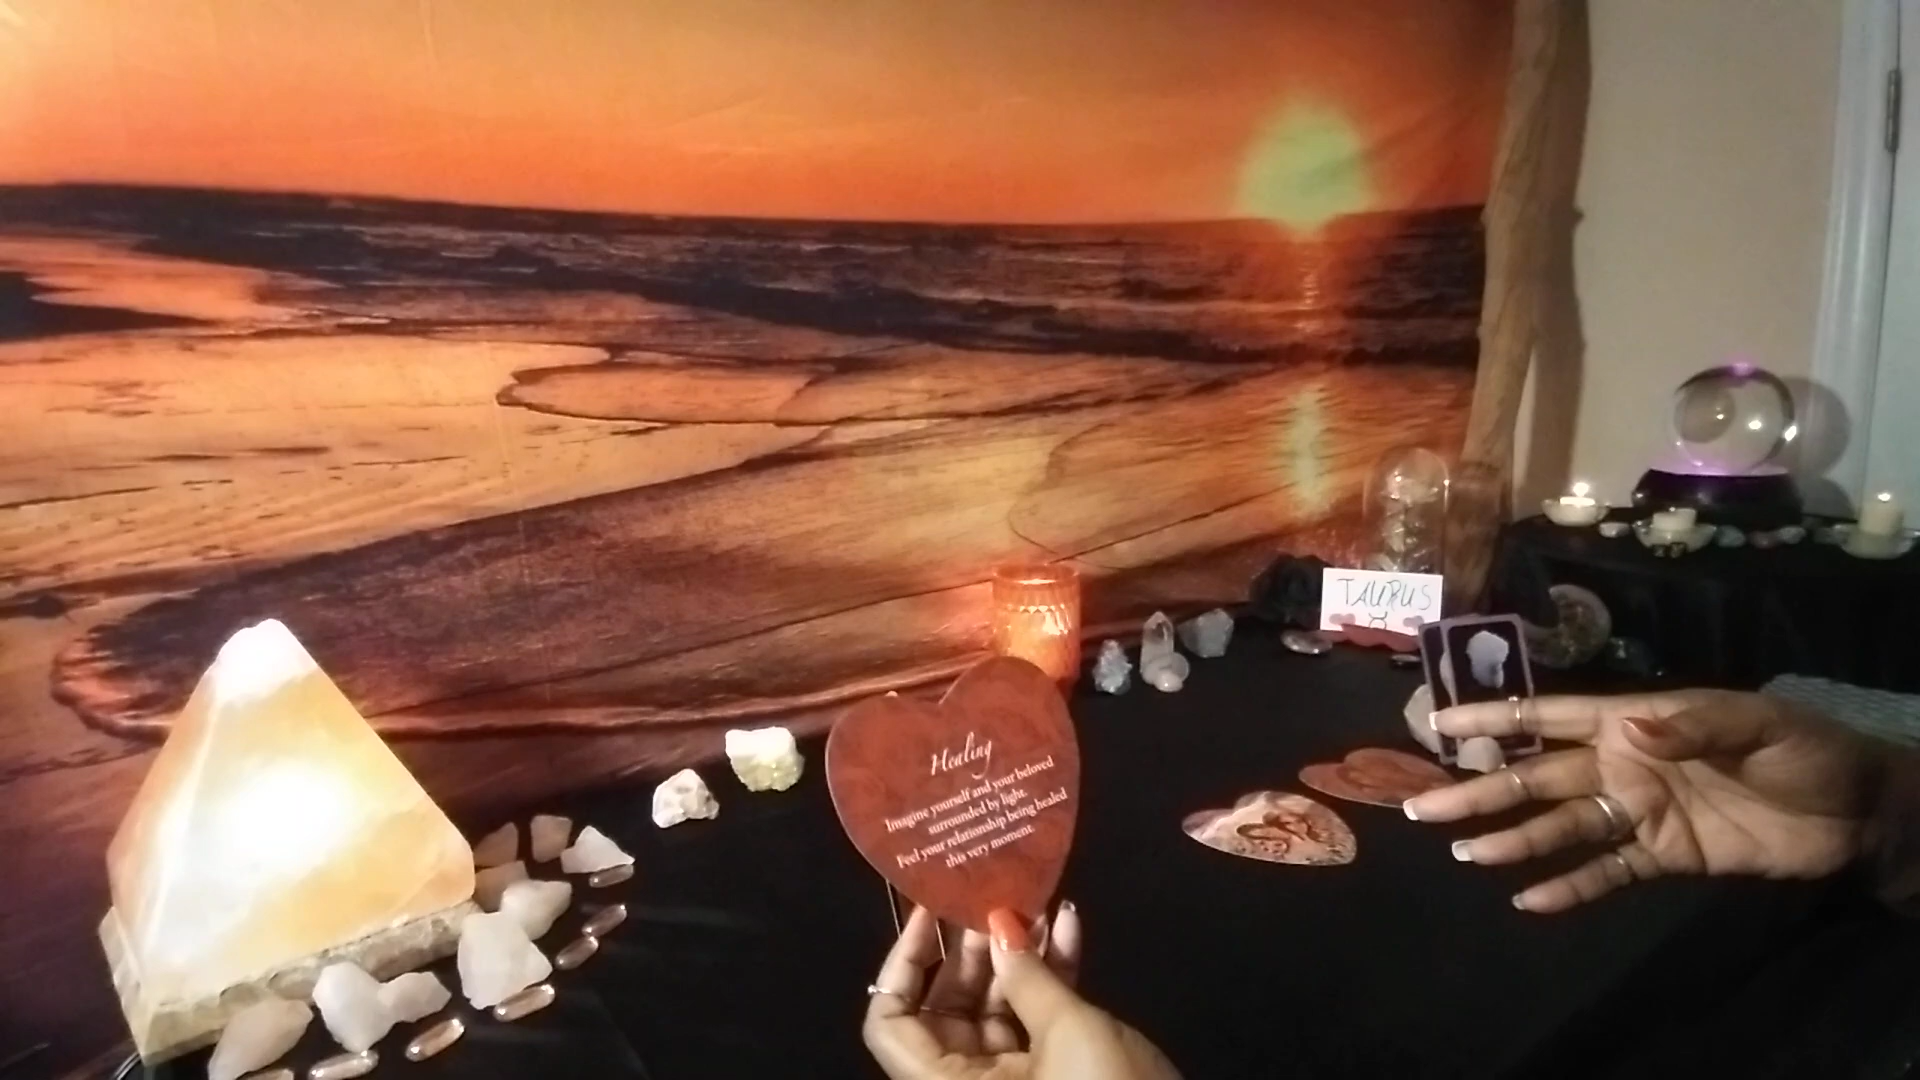 TAURUS
♉
Healing
Imagine yourself and your beloved
surrounded by light.
Feel your relationship being healed
this very moment.